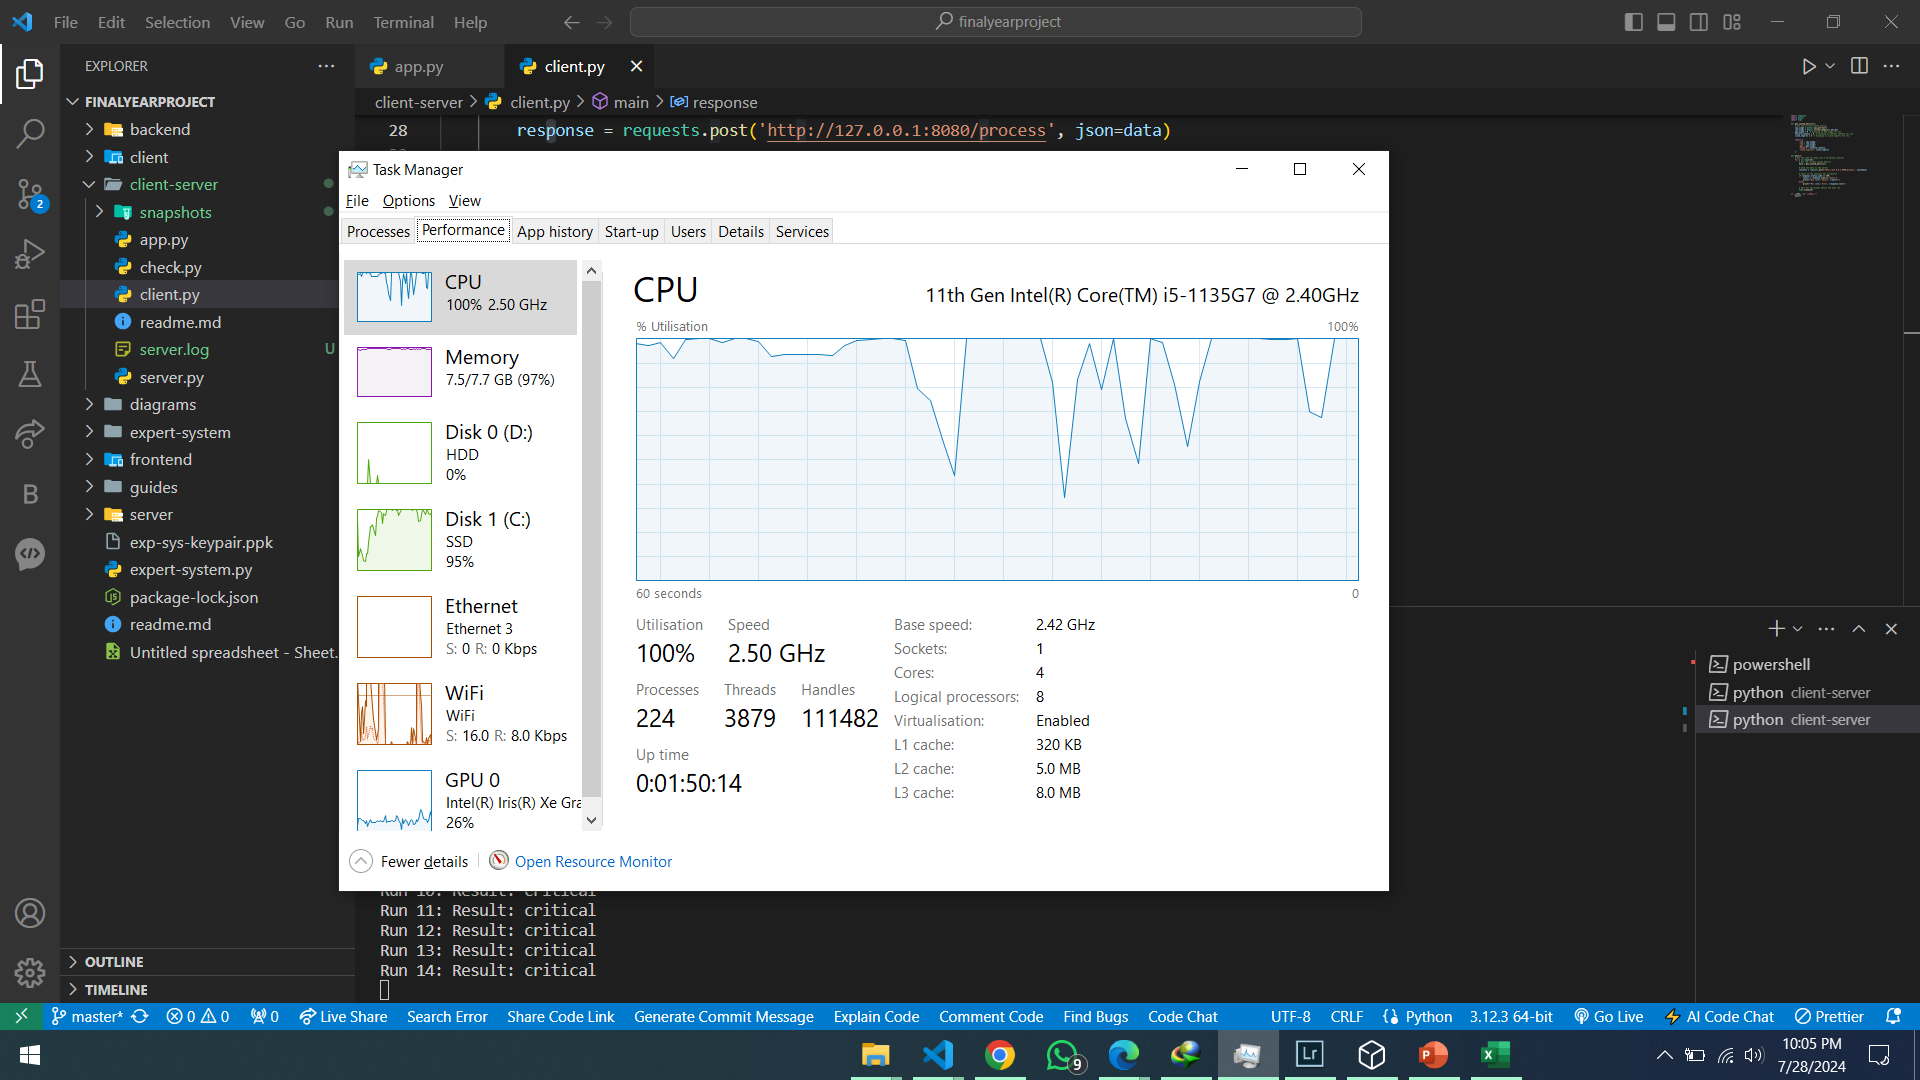 File Edit Selection View Go Run Terminal Help
finalyearproject
EXPLORER
FINALYEARPROJECT
backend
client
client-server
snapshots
app.py
check.py
client.py
readme.md
server.log U
server.py
diagrams
expert-system
frontend
guides
server
exp-sys-keypair.ppk
expert-system.py
package-lock.json
readme.md
Untitled spreadsheet - Sheet.
OUTLINE
TIMELINE
2
B
app.py
client.py
client-server > client.py > main > response
28 response = requests.post('http://127.0.0.1:8080/process', json=data)
Task Manager
File Options View
Processes Performance App history Start-up Users Details Services
CPU
100% 2.50 GHz
Memory
7.5/7.7 GB (97%)
Disk 0 (D:)
HDD
0%
Disk 1 (C:)
SSD
95%
Ethernet
Ethernet 3
S: 0 R: 0 Kbps
WiFi
WiFi
S: 16.0 R: 8.0 Kbps
GPU 0
Intel(R) Iris(R) Xe Gra
26%
CPU
11th Gen Intel(R) Core(TM) i5-1135G7 @ 2.40GHz
% Utilisation 100%
60 seconds 0
Utilisation Speed
100% 2.50 GHz
Processes Threads Handles
224 3879 111482
Up time
0:01:50:14
Base speed: 2.42 GHz
Sockets: 1
Cores: 4
Logical processors: 8
Virtualisation: Enabled
L1 cache: 320 KB
L2 cache: 5.0 MB
L3 cache: 8.0 MB
Fewer details
Open Resource Monitor
powershell
python client-server
python client-server
Run 10: Result: critical
Run 11: Result: critical
Run 12: Result: critical
Run 13: Result: critical
Run 14: Result: critical
master* 0 0 0 Live Share Search Error Share Code Link Generate Commit Message Explain Code Comment Code Find Bugs Code Chat UTF-8 CRLF Python 3.12.3 64-bit Go Live AI Code Chat Prettier
9
Lr
P
X
10:05 PM
7/28/2024